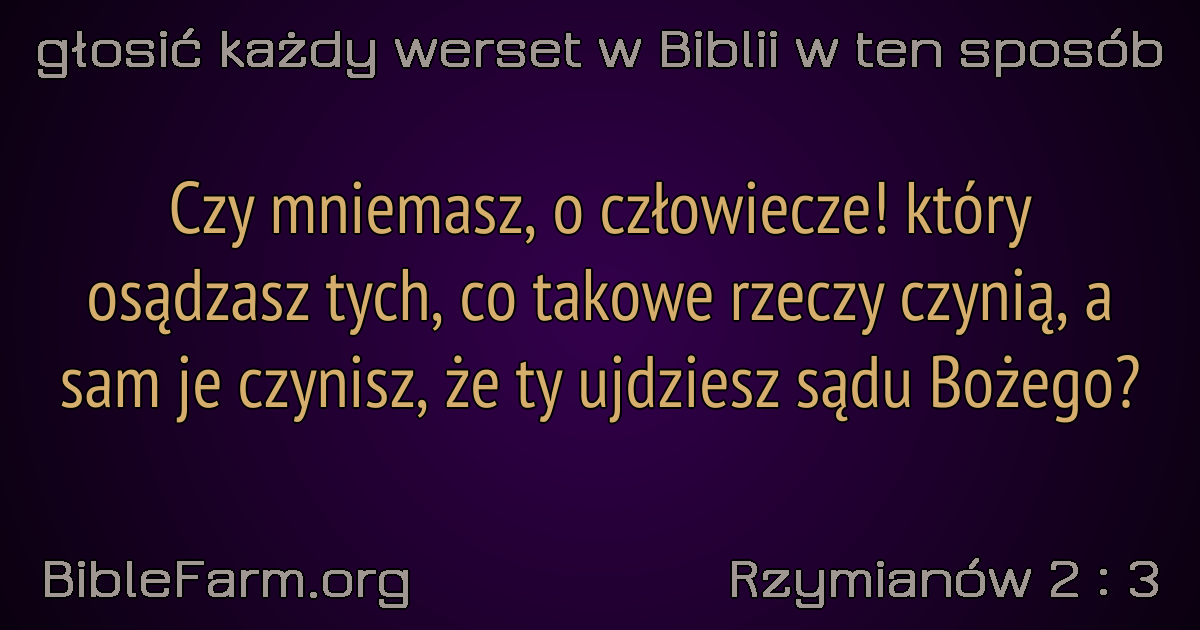 głosić każdy werset w Biblii w ten sposób
Czy mniemasz, o człowiecze! który
osądzasz tych, co takowe rzeczy czynią, a
sam je czynisz, że ty ujdziesz sądu Bożego?
BibleFarm.org
Rzymianów 2 : 3